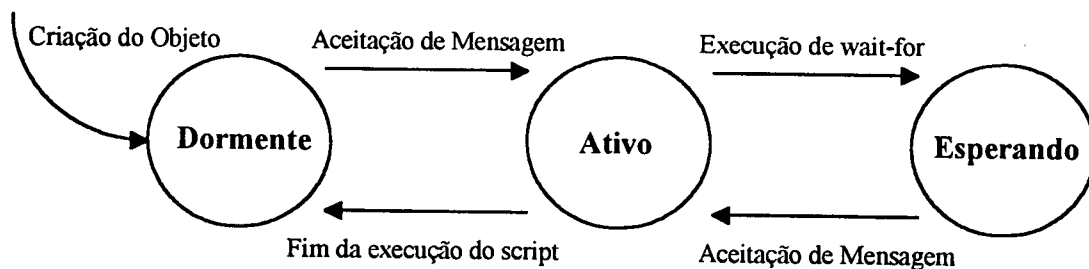 Criação do Objeto
Aceitação de Mensagem
Execução de wait-for
Dormente
Ativo
Esperando
Fim da execução do script
Aceitação de Mensagem